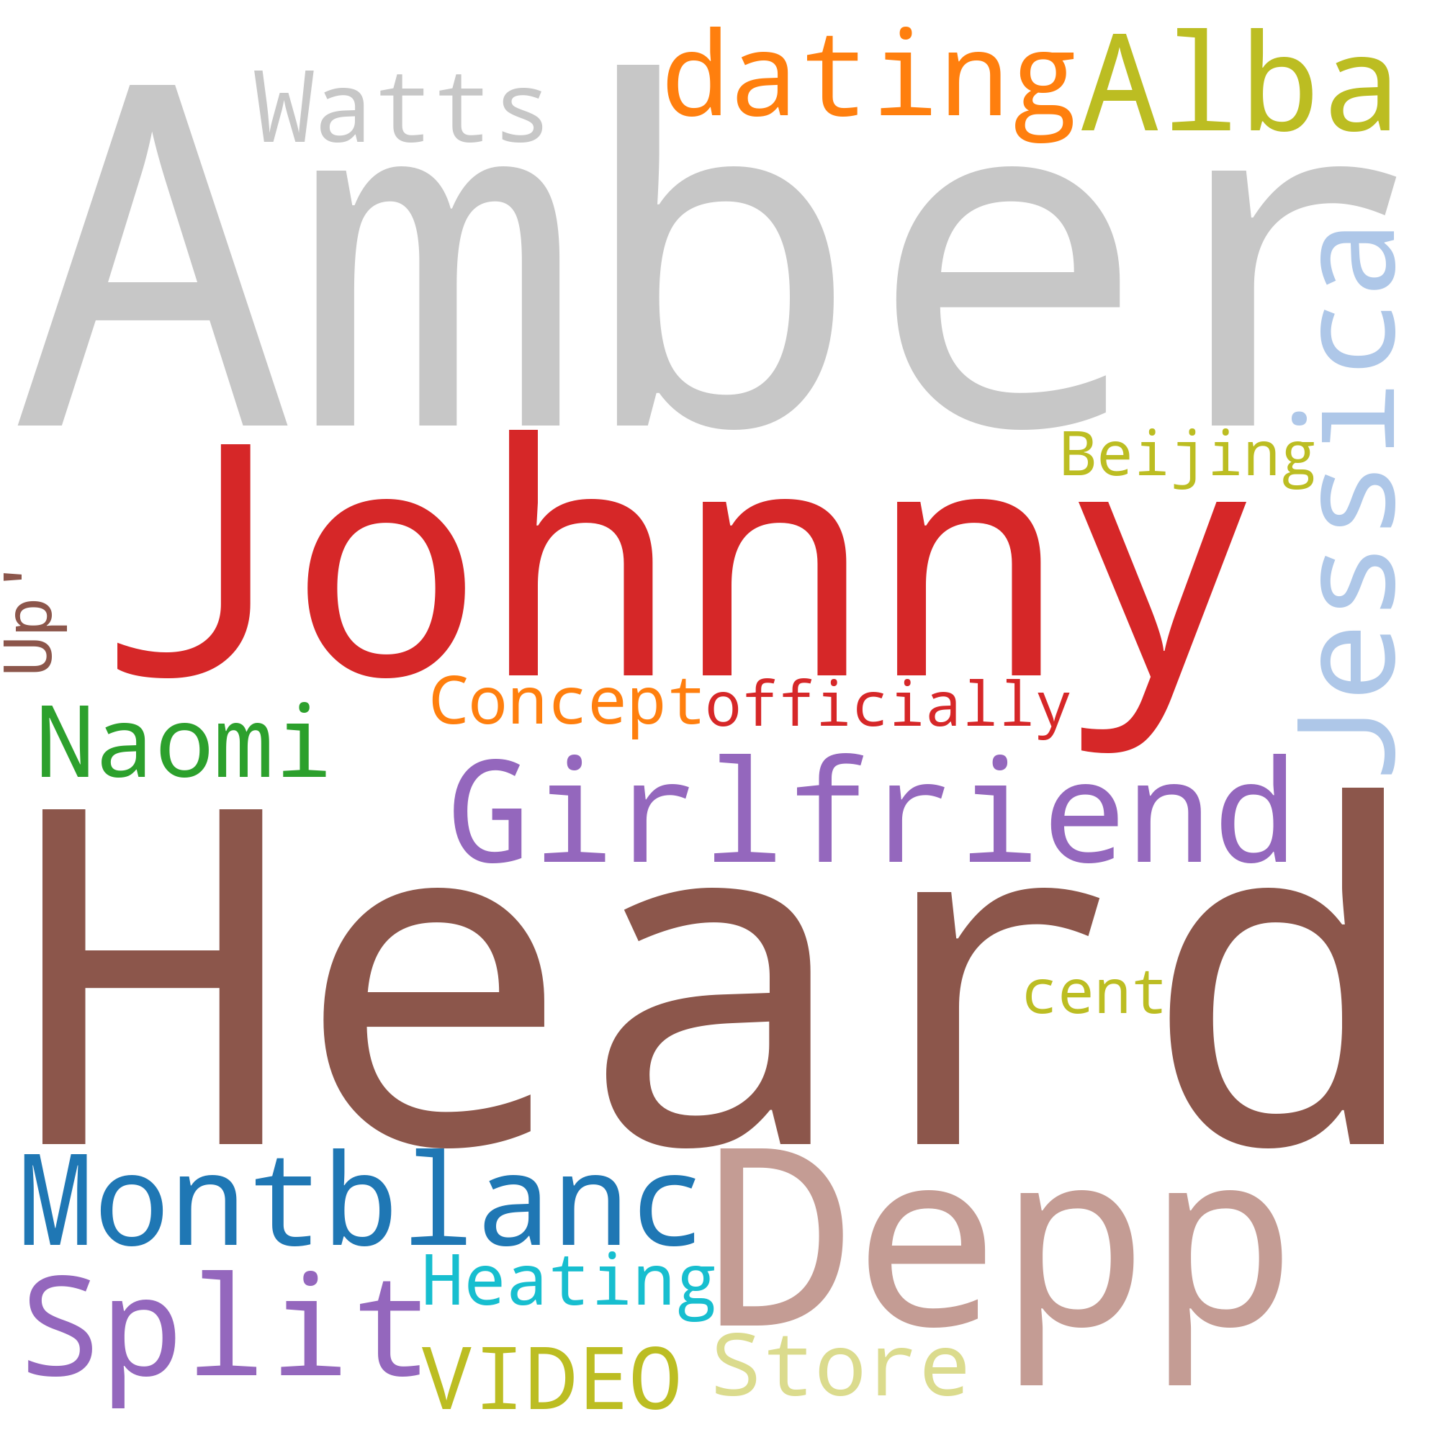 dating Alba
Watts
Amber
Jessica
Beijing
Johnny
Up'
Concept officially
Naomi
Girlfriend
Heard
cent
Montblanc
Depp
Heating
Split
VIDEO
Store